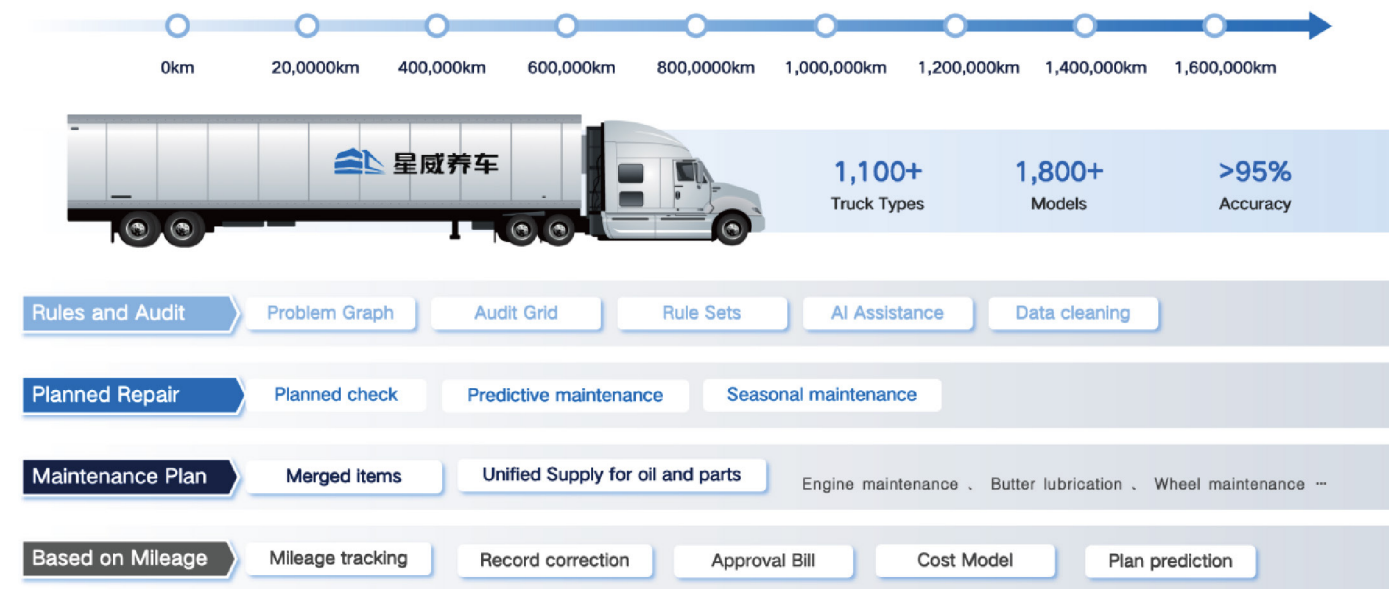 0km 20,0000km 400,000km 600,000km 800,0000km 1,000,000km 1,200,000km 1,400,000km 1,600,000km
星威养车
1,100+ 1,800+ >95%
Truck Types Models Accuracy
Rules and Audit Problem Graph Audit Grid Rule Sets AI Assistance Data cleaning
Planned Repair Planned check Predictive maintenance Seasonal maintenance
Maintenance Plan Merged items Unified Supply for oil and parts Engine maintenance 、 Butter lubrication 、 Wheel maintenance ···
Based on Mileage Mileage tracking Record correction Approval Bill Cost Model Plan prediction